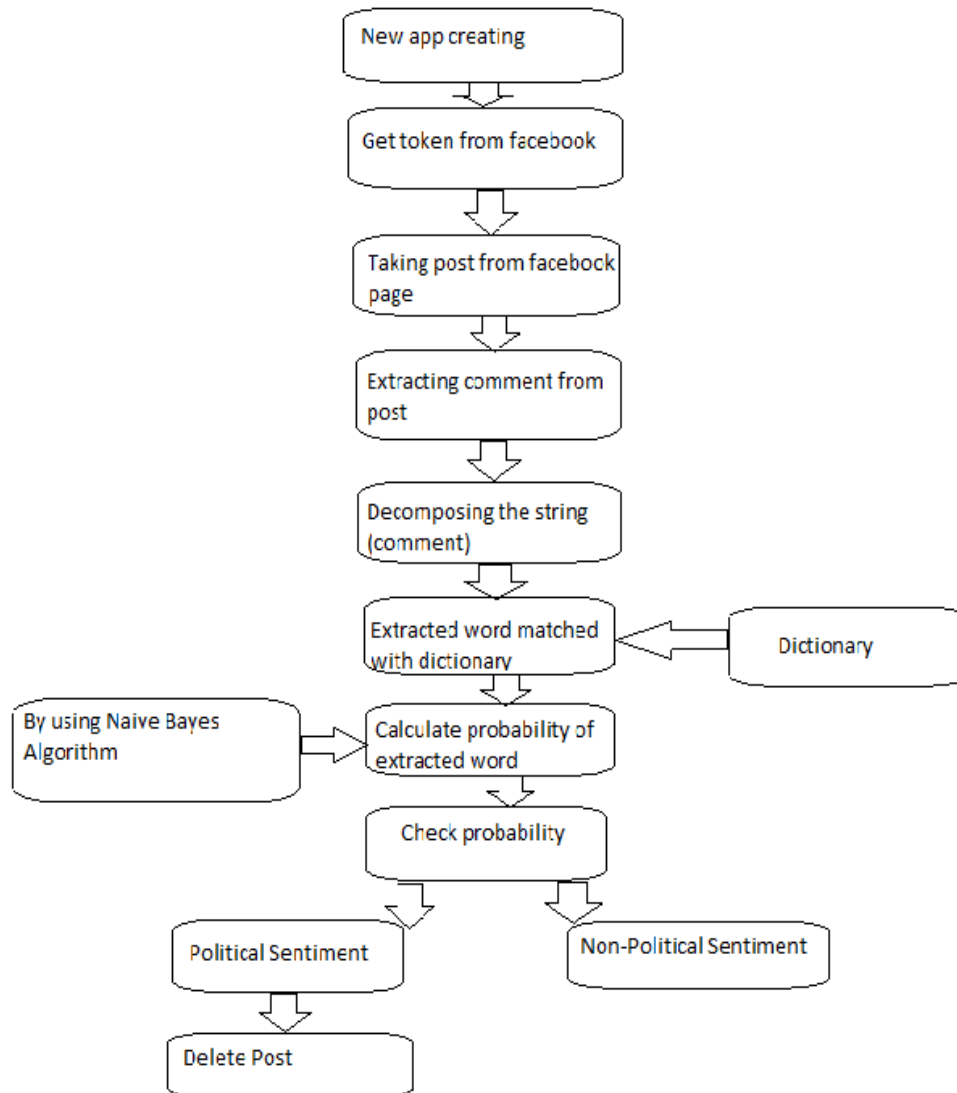 New app creating
Get token from facebook
Taking post from facebook
page
Extracting comment from
post
Decomposing the string
(comment)
Extracted word matched
with dictionary
Dictionary
By using Naive Bayes
Algorithm
Calculate probability of
extracted word
Check probability
Political Sentiment
Non-Political Sentiment
Delete Post